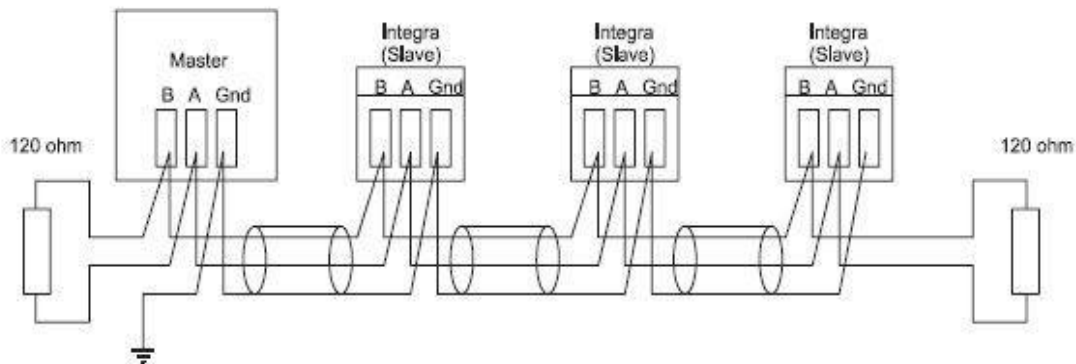 Master
B A Gnd
Integra
(Slave)
B A Gnd
Integra
(Slave)
B A Gnd
Integra
(Slave)
B A Gnd
120 ohm
120 ohm